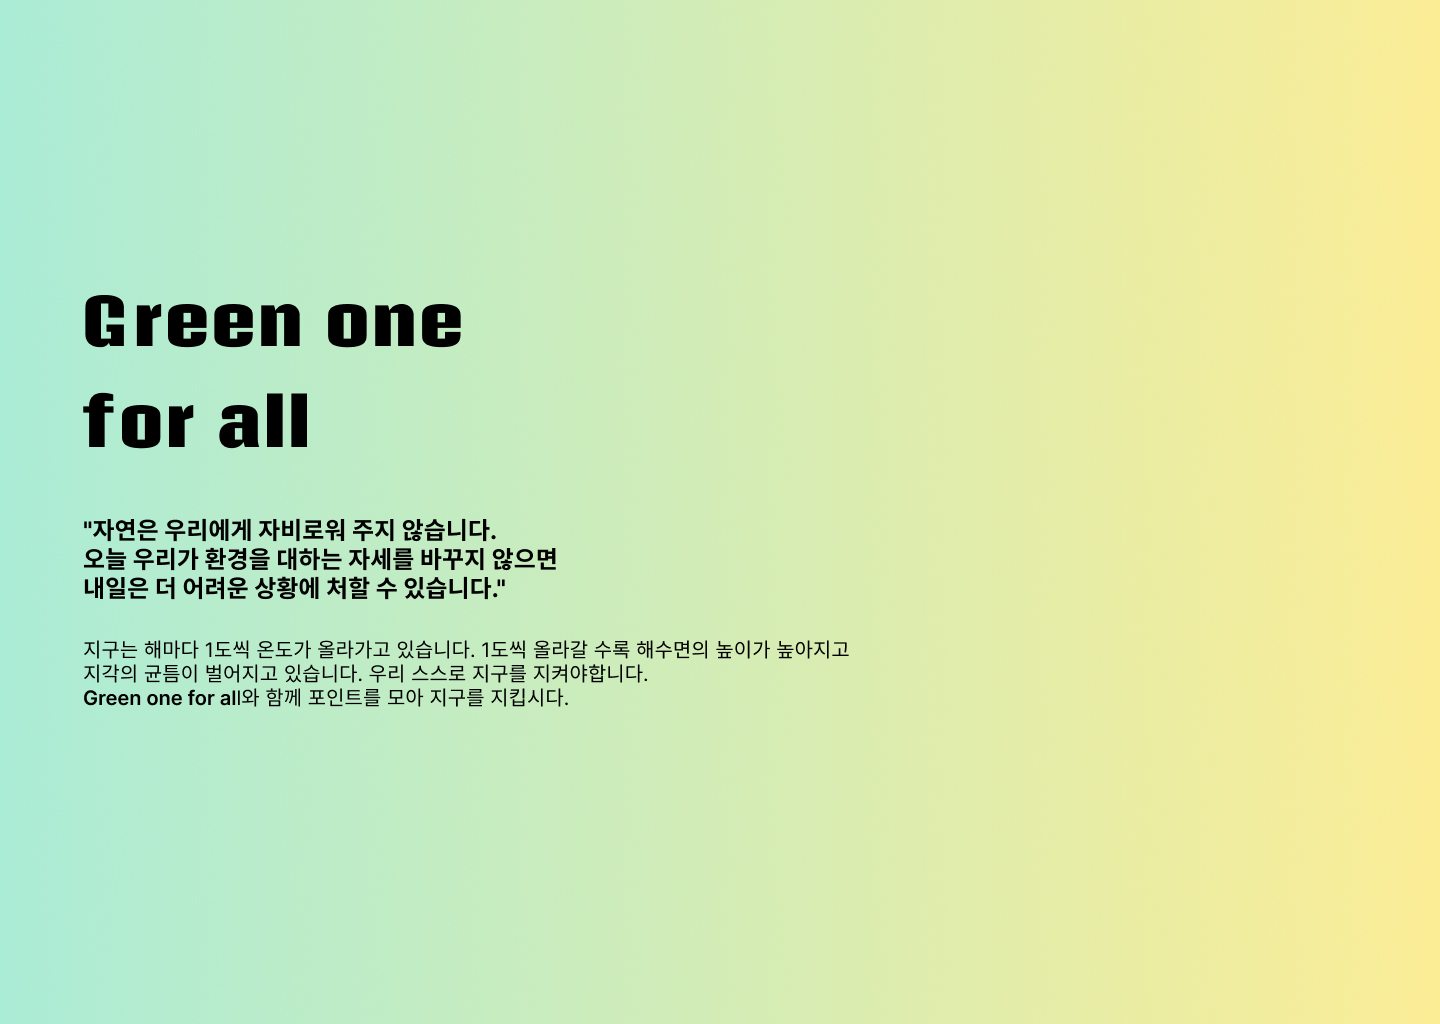 Green one
for all
"자연은 우리에게 자비로워 주지 않습니다.
오늘 우리가 환경을 대하는 자세를 바꾸지 않으면
내일은 더 어려운 상황에 처할 수 있습니다."
지구는 해마다 1도씩 온도가 올라가고 있습니다. 1도씩 올라갈 수록 해수면의 높이가 높아지고
지각의 균틈이 벌어지고 있습니다. 우리 스스로 지구를 지켜야합니다.
Green one for all와 함께 포인트를 모아 지구를 지킵시다.